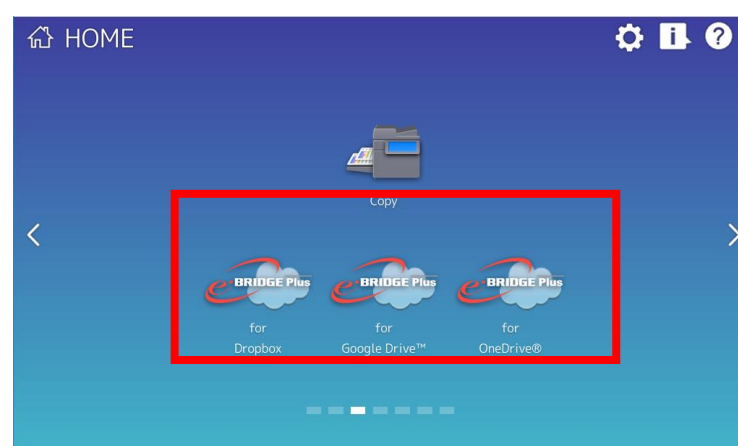 HOME
i ?
Copy
e-BRIDGE Plus e-BRIDGE Plus e-BRIDGE Plus
for for for
Dropbox Google Drive™ OneDrive®